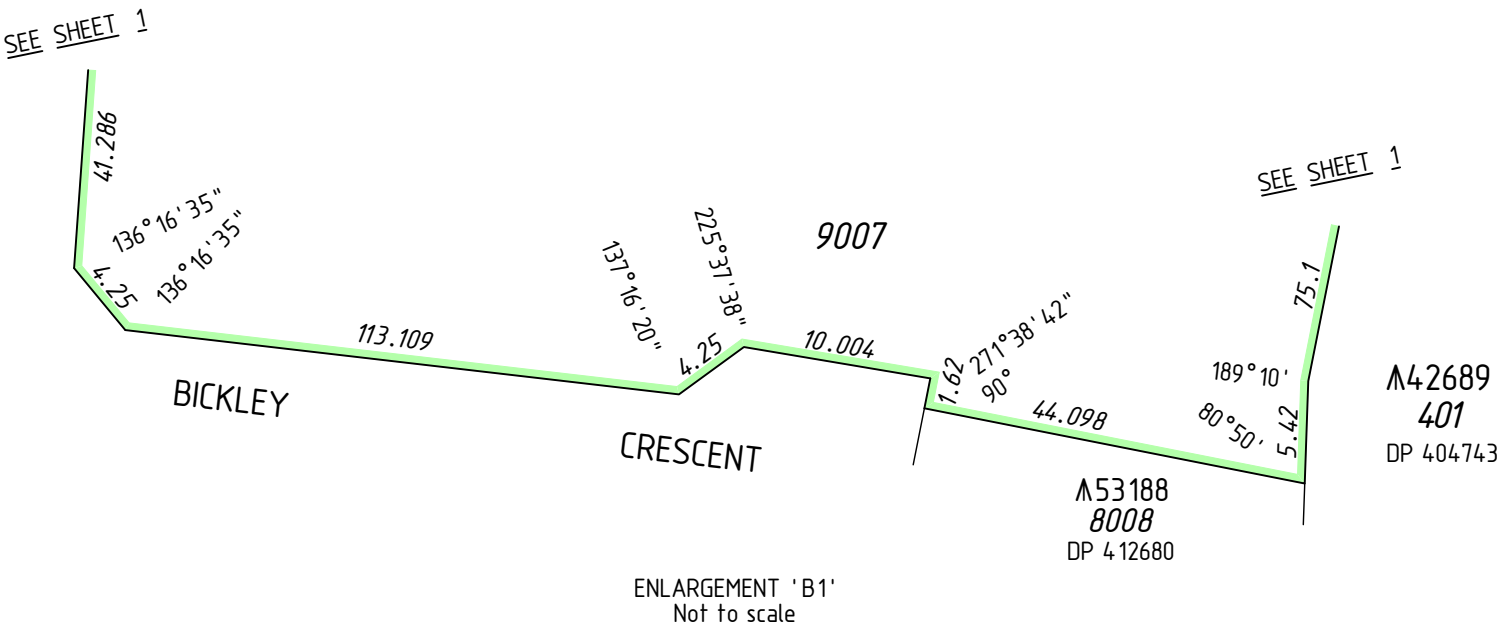 SEE SHEET 1
41.286
136°16'35"
136°16'35"
4.25
113.109
BICKLEY
137°16'20"
225°37'38"
4.25
CRESCENT
9007
10.004
1.62
271°38'42"
90°
44.098
SEE SHEET 1
75.1
189°10'
80°50'
5.42
⩚42689
401
DP 404743
⩚53188
8008
DP 412680
ENLARGEMENT 'B1'
Not to scale